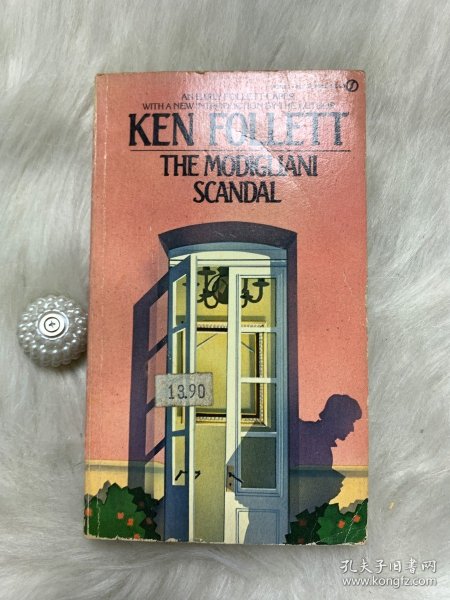 AN EARLY FOLLETT CAPER
WITH A NEW INTRODUCTION BY THE AUTHOR
KEN FOLLETT
THE MODIGLIANI
SCANDAL
13.90
孔夫子旧书网
www.kongfz.com